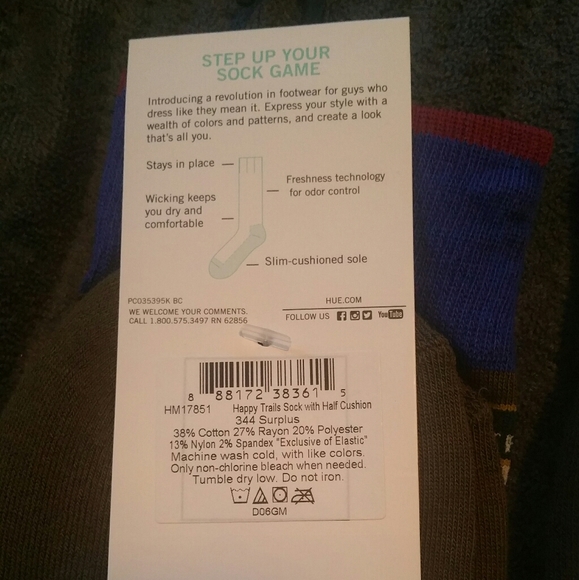 STEP UP YOUR
SOCK GAME
Introducing a revolution in footwear for guys who
dress like they mean it. Express your style with a
wealth of colors and patterns, and create a look
that's all you.
Stays in place
Freshness technology
for odor control
Wicking keeps
you dry and
comfortable
Slim-cushioned sole
PC035395K BC
WE WELCOME YOUR COMMENTS.
CALL 1.800.575.3497 RN 62856
HUE.COM
FOLLOW US YouTube
8 88172 38361 5
HM17851 Happy Trails Sock with Half Cushion
344 Surplus
38% Cotton 27% Rayon 20% Polyester
13% Nylon 2% Spandex "Exclusive of Elastic"
Machine wash cold, with like colors.
Only non-chlorine bleach when needed.
Tumble dry low. Do not iron.
D06GM